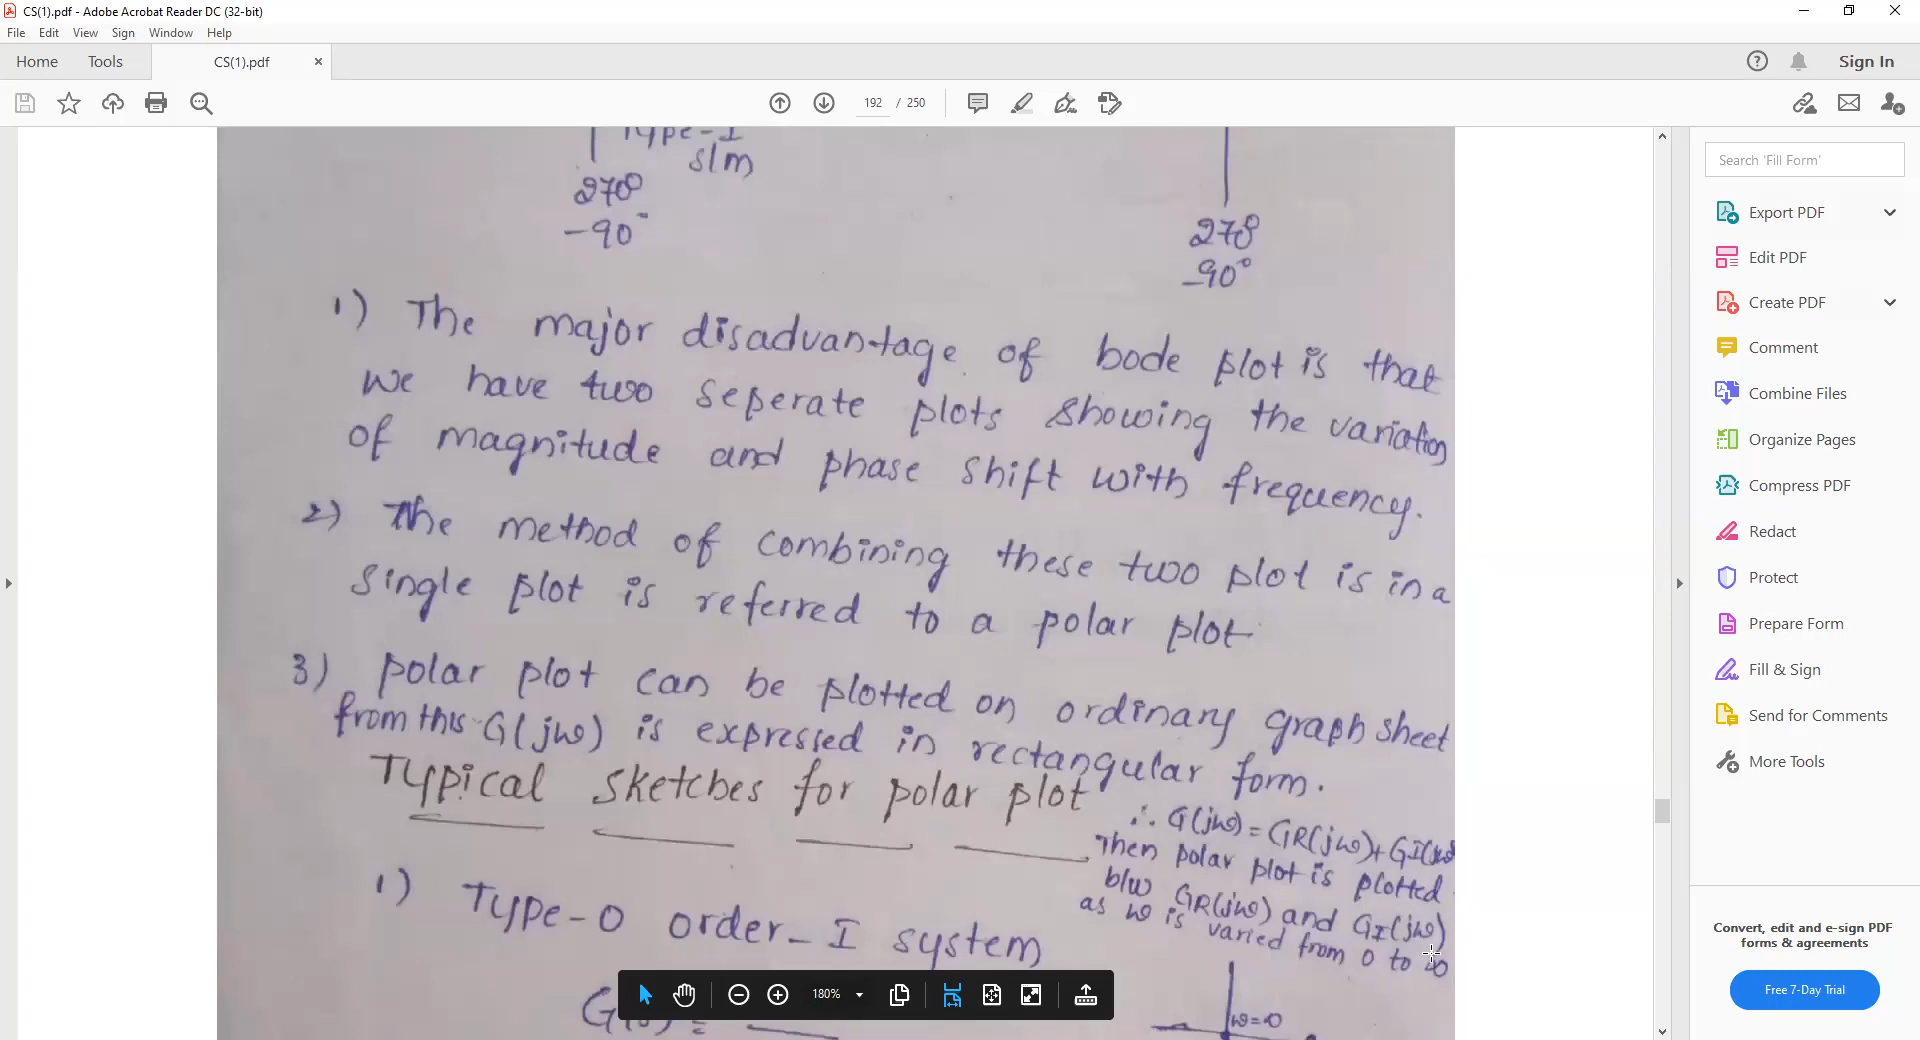 CS(1).pdf - Adobe Acrobat Reader DC (32-bit)
File Edit View Sign Window Help
Home Tools CS(1).pdf Sign In
192 / 250
Type-I
s/m
270°
-90°
270°
-90°
1) The major disadvantage of bode plot is that
we have two seperate plots showing the variation
of magnitude and phase shift with frequency.
2) The method of combining these two plot is in a
single plot is referred to a polar plot
3) polar plot can be plotted on ordinary graph sheet
from this G(jω) is expressed in rectangular form.
Typical sketches for polar plot
∴ G(jω) = GR(jω) + GI(jω
Then polar plot is plotted
b/w GR(jω) and GI(jω)
as ω is varied from 0 to ∞
1) Type-0 order-I system
ω=∞
180%
Search 'Fill Form'
Export PDF
Edit PDF
Create PDF
Comment
Combine Files
Organize Pages
Compress PDF
Redact
Protect
Prepare Form
Fill & Sign
Send for Comments
More Tools
Convert, edit and e-sign PDF
forms & agreements
Free 7-Day Trial